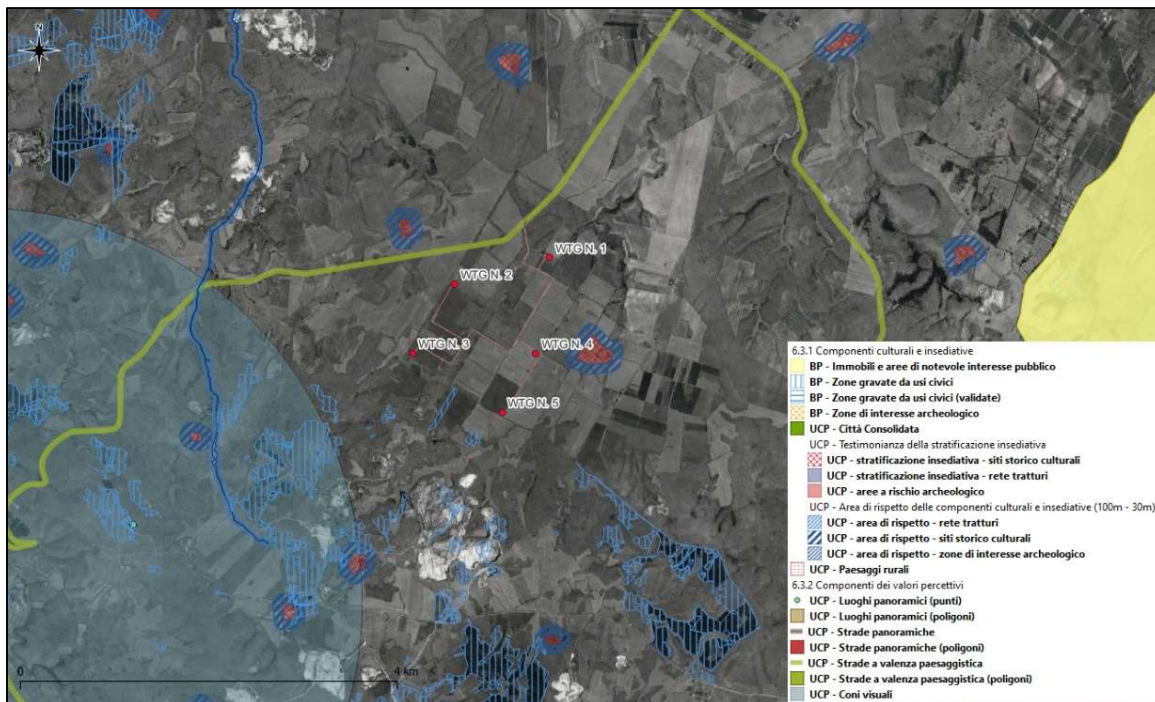 N
WTG N. 1
WTG N. 2
WTG N. 3
WTG N. 4
WTG N. 5
0 4 km
6.3.1 Componenti culturali e insediative
BP - Immobili e aree di notevole interesse pubblico
BP - Zone gravate da usi civici
BP - Zone gravate da usi civici (validate)
BP - Zone di interesse archeologico
UCP - Città Consolidata
UCP - Testimonianza della stratificazione insediativa
UCP - stratificazione insediativa - siti storico culturali
UCP - stratificazione insediativa - rete tratturi
UCP - aree a rischio archeologico
UCP - Area di rispetto delle componenti culturali e insediative (100m - 30m)
UCP - area di rispetto - rete tratturi
UCP - area di rispetto - siti storico culturali
UCP - area di rispetto - zone di interesse archeologico
UCP - Paesaggi rurali
6.3.2 Componenti dei valori percettivi
UCP - Luoghi panoramici (punti)
UCP - Luoghi panoramici (poligoni)
UCP - Strade panoramiche
UCP - Strade panoramiche (poligoni)
UCP - Strade a valenza paesaggistica
UCP - Strade a valenza paesaggistica (poligoni)
UCP - Coni visuali